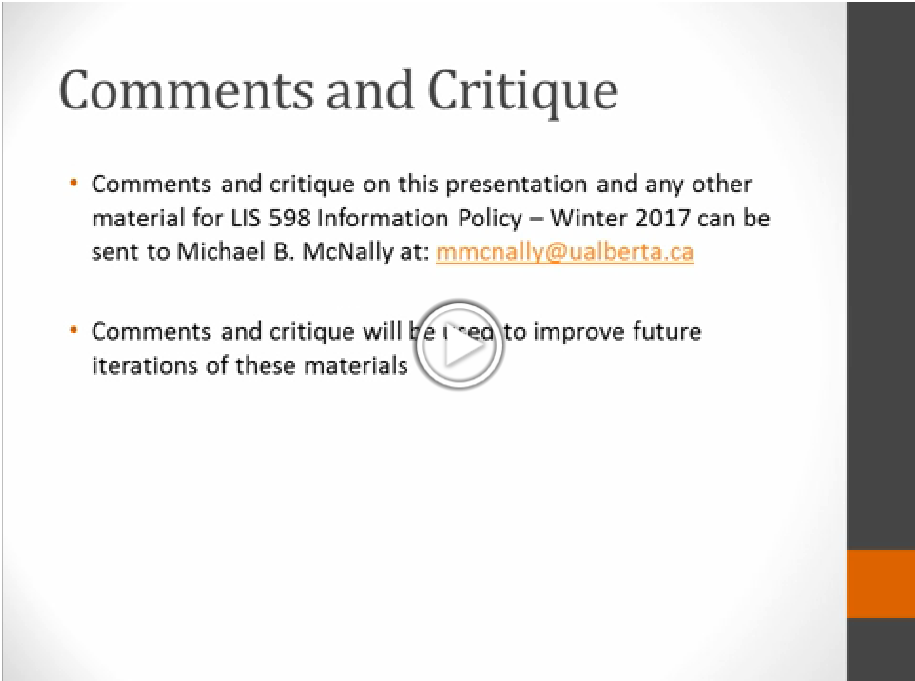 Comments and Critique
• Comments and critique on this presentation and any other
material for LIS 598 Information Policy – Winter 2017 can be
sent to Michael B. McNally at: mmcnally@ualberta.ca
• Comments and critique will be used to improve future
iterations of these materials